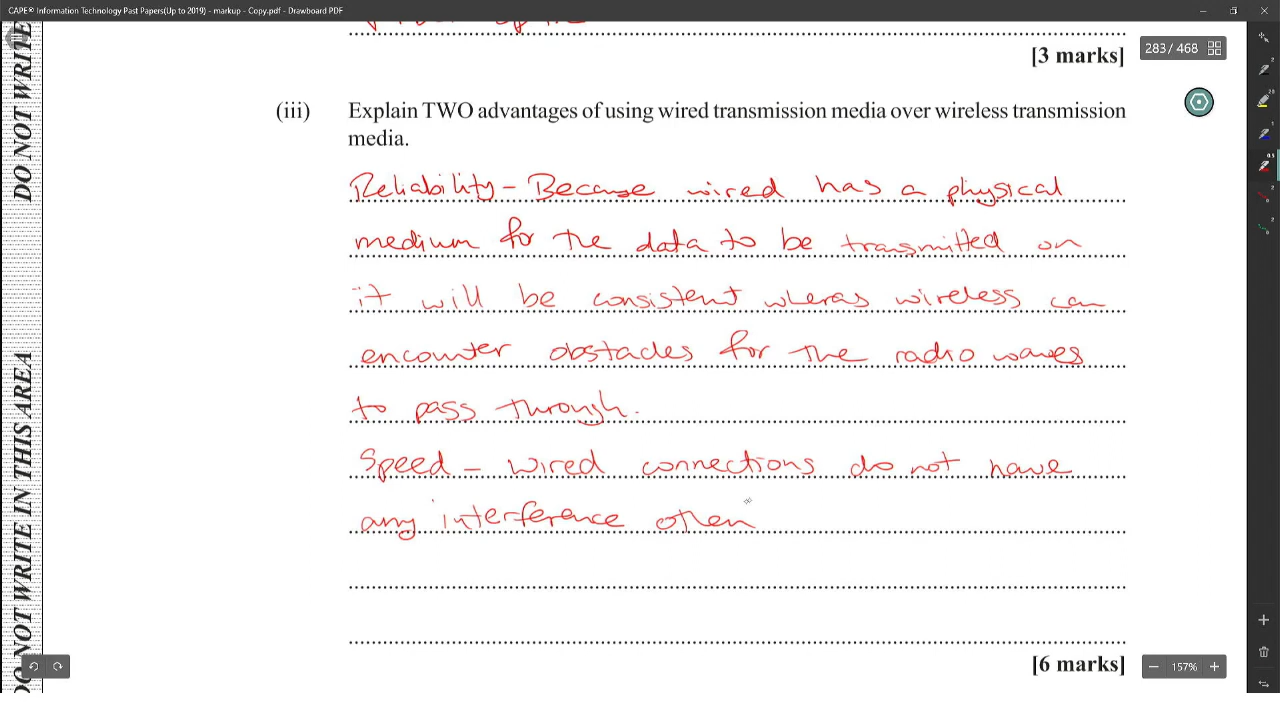 CAPE® Information Technology Past Papers(Up to 2019) - markup - Copy.pdf - Drawboard PDF
[3 marks]
283 / 468
(iii) Explain TWO advantages of using wired transmission media over wireless transmission
media.
Reliability - Because wired has a physical
medium for the data to be transmitted on
it will be consistent wheras wireless can
encounter obstacles for the radio waves
to pass through.
Speed - wired connections do not have
any interference often
[6 marks]
157%
DO NOT WRITE
DO NOT WRITE IN THIS AREA